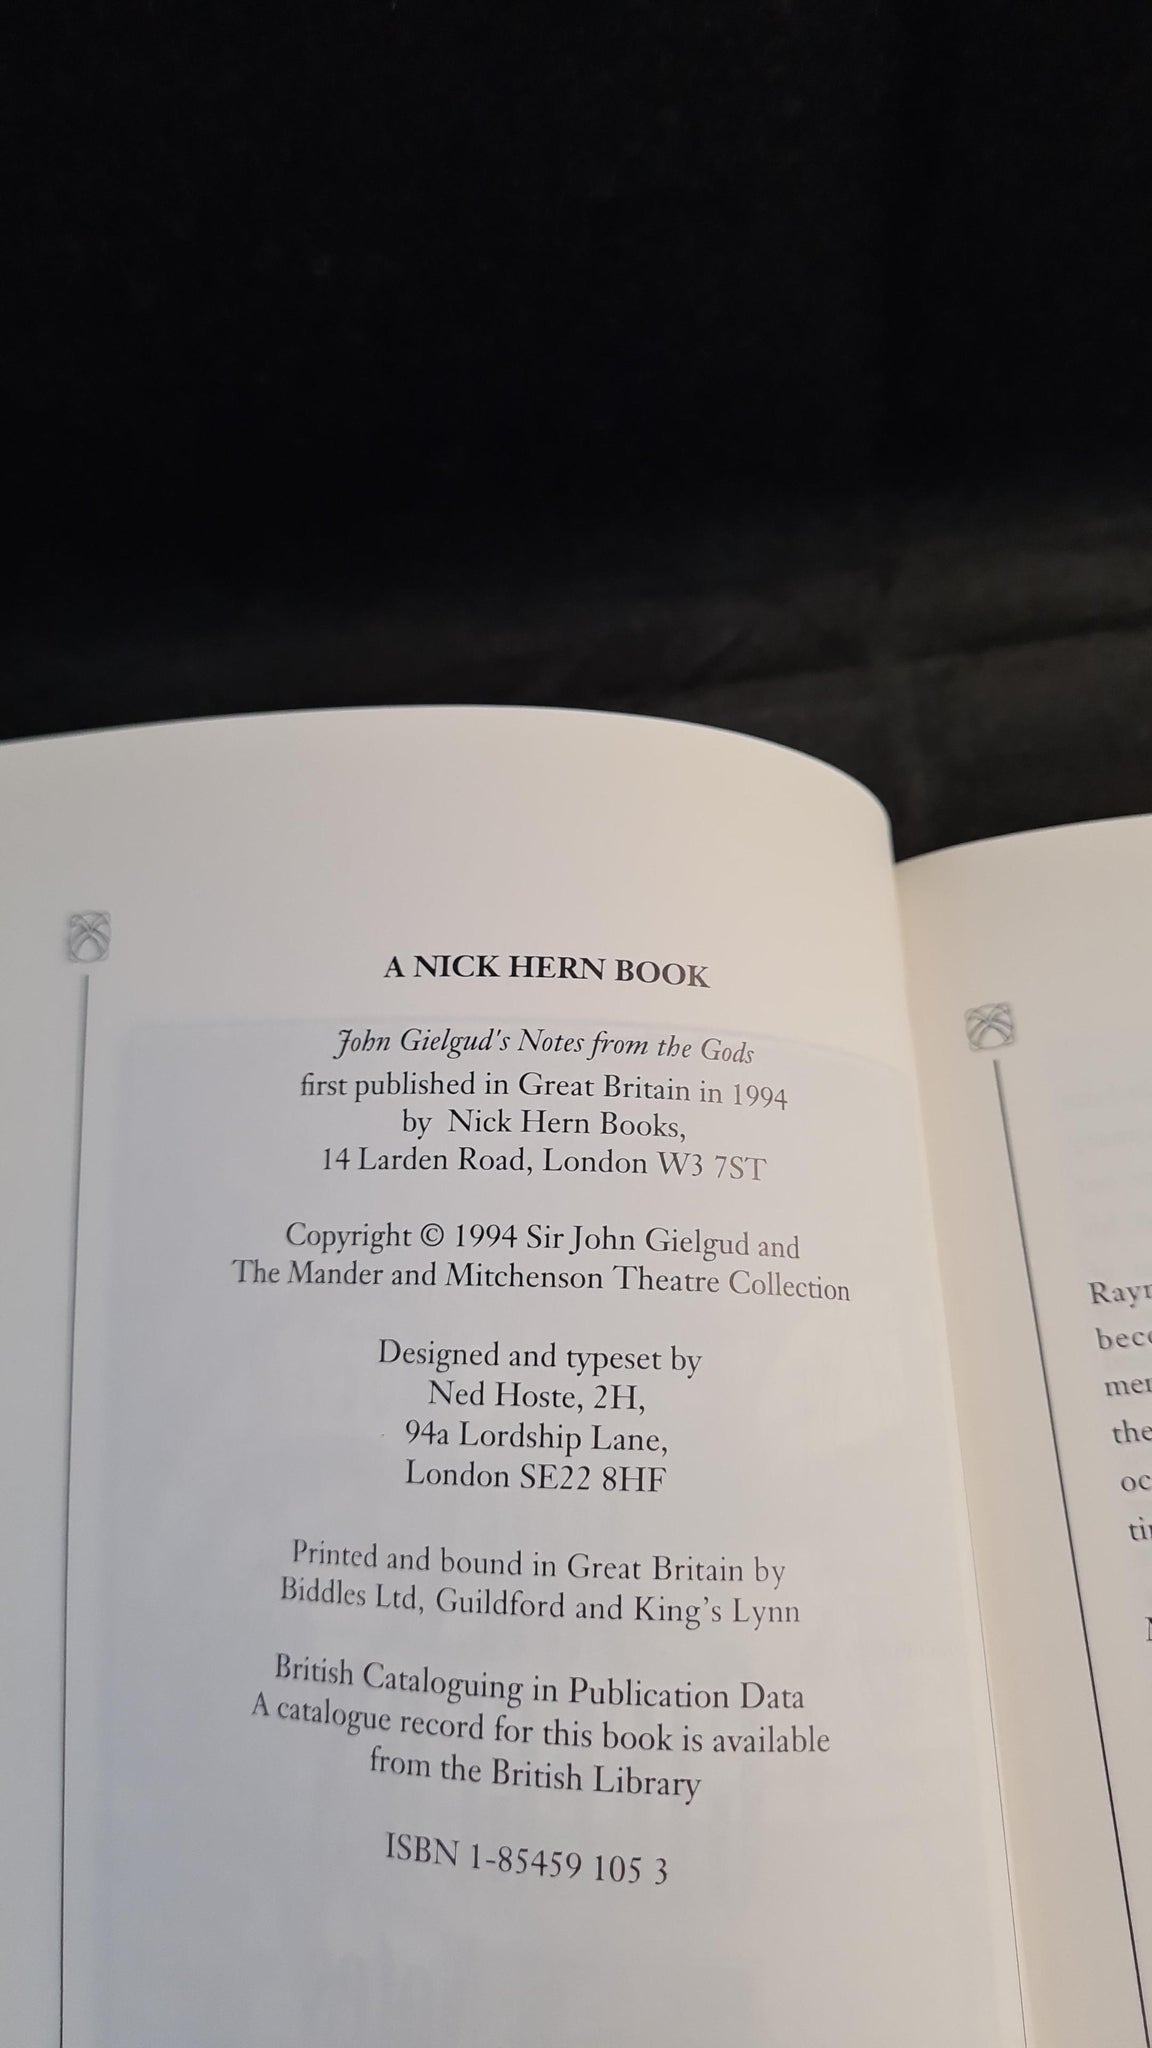 A NICK HERN BOOK
John Gielgud's Notes from the Gods
first published in Great Britain in 1994
by Nick Hern Books,
14 Larden Road, London W3 7ST
Copyright © 1994 Sir John Gielgud and
The Mander and Mitchenson Theatre Collection
Designed and typeset by
Ned Hoste, 2H,
94a Lordship Lane,
London SE22 8HF
Printed and bound in Great Britain by
Biddles Ltd, Guildford and King's Lynn
British Cataloguing in Publication Data
A catalogue record for this book is available
from the British Library
ISBN 1-85459 105 3
the